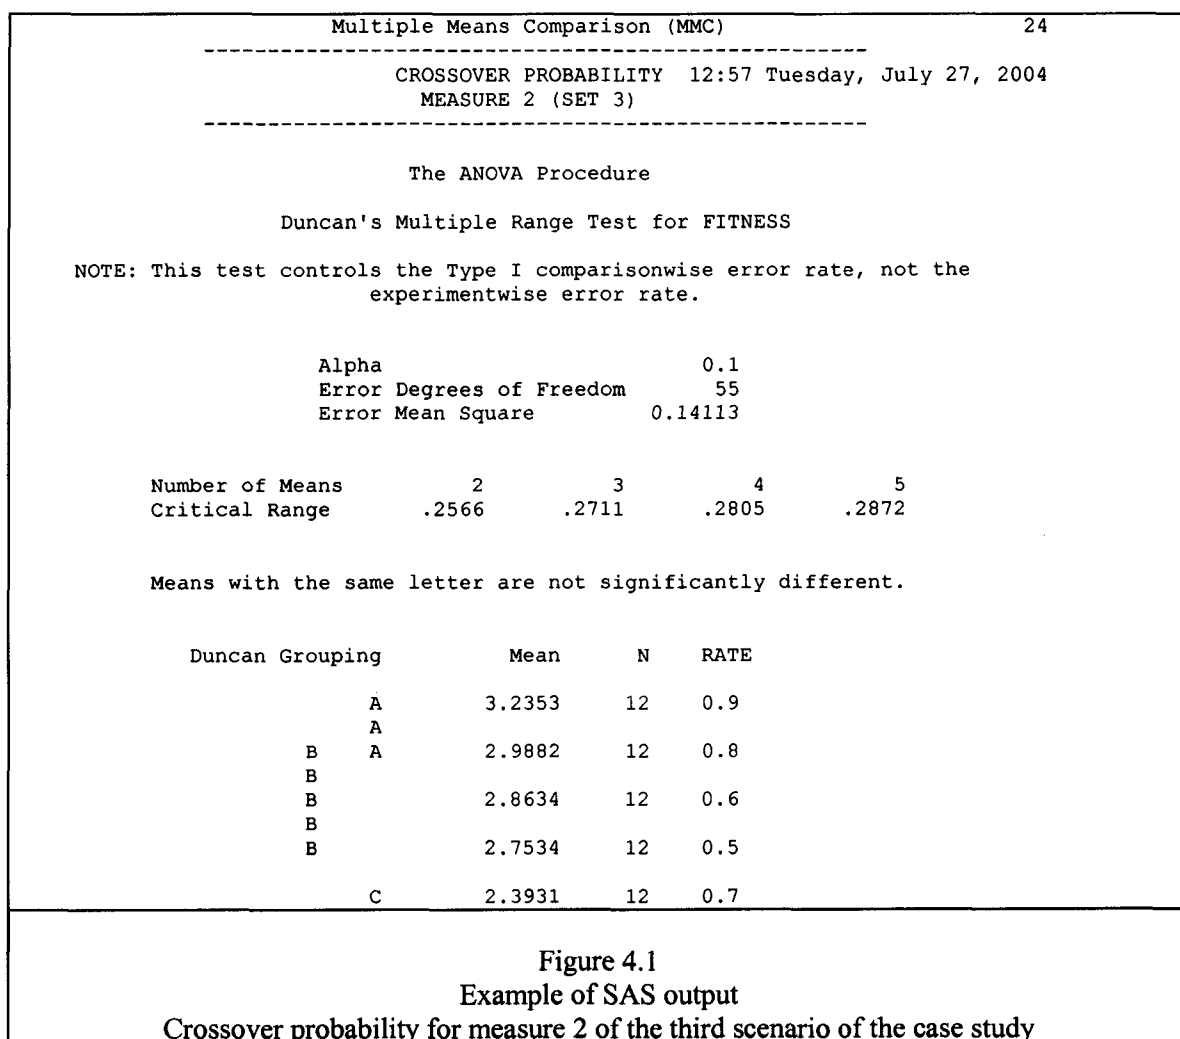 Multiple Means Comparison (MMC) 24
----------------------------------------------------
CROSSOVER PROBABILITY 12:57 Tuesday, July 27, 2004
MEASURE 2 (SET 3)
----------------------------------------------------
The ANOVA Procedure
Duncan's Multiple Range Test for FITNESS
NOTE: This test controls the Type I comparisonwise error rate, not the
experimentwise error rate.
Alpha 0.1
Error Degrees of Freedom 55
Error Mean Square 0.14113
Number of Means 2 3 4 5
Critical Range .2566 .2711 .2805 .2872
Means with the same letter are not significantly different.
Duncan Grouping Mean N RATE
A 3.2353 12 0.9
A
B A 2.9882 12 0.8
B
B 2.8634 12 0.6
B
B 2.7534 12 0.5
C 2.3931 12 0.7
Figure 4.1
Example of SAS output
Crossover probability for measure 2 of the third scenario of the case study